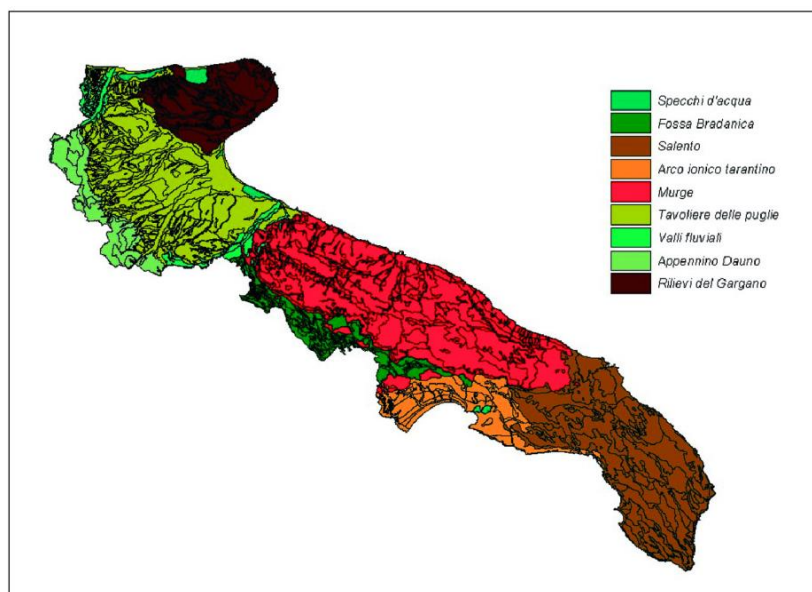 Specchi d'acqua
Fossa Bradanica
Salento
Arco ionico tarantino
Murge
Tavoliere delle puglie
Valli fluviali
Appennino Dauno
Rilievi del Gargano